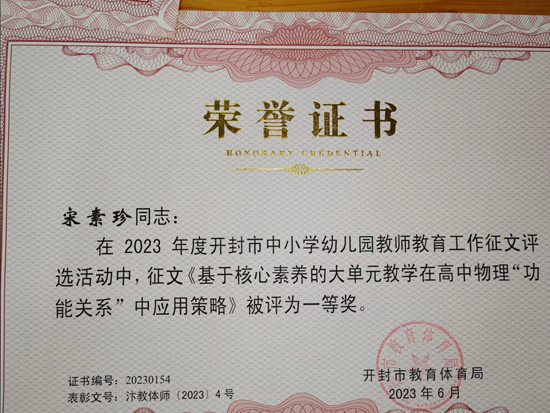 荣誉证书
HONORARY CREDENTIAL
宋素珍同志：
在 2023 年度开封市中小学幼儿园教师教育工作征文评
选活动中，征文《基于核心素养的大单元教学在高中物理“功
能关系”中应用策略》被评为一等奖。
证书编号：20230154
表彰文号：汴教体师〔2023〕4 号
开封市教育体育局
2023 年 6 月